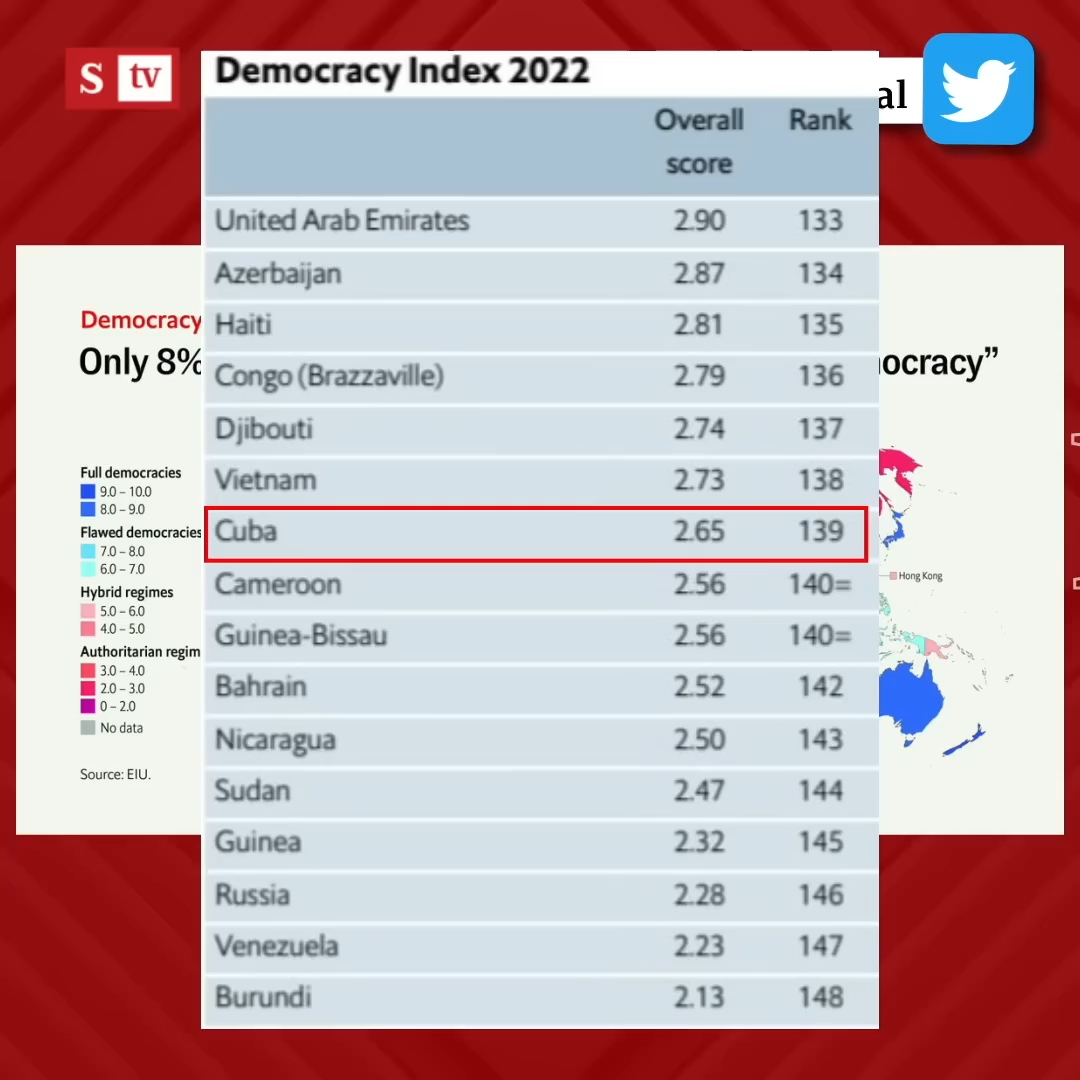 S tv
al
Democracy Index 2022
Overall score Rank
United Arab Emirates 2.90 133
Azerbaijan 2.87 134
Haiti 2.81 135
Congo (Brazzaville) 2.79 136
Djibouti 2.74 137
Vietnam 2.73 138
Cuba 2.65 139
Cameroon 2.56 140=
Guinea-Bissau 2.56 140=
Bahrain 2.52 142
Nicaragua 2.50 143
Sudan 2.47 144
Guinea 2.32 145
Russia 2.28 146
Venezuela 2.23 147
Burundi 2.13 148
Democracy
Only 8% ocracy”
Full democracies
9.0 – 10.0
8.0 – 9.0
Flawed democracies
7.0 – 8.0
6.0 – 7.0
Hybrid regimes
5.0 – 6.0
4.0 – 5.0
Authoritarian regim
3.0 – 4.0
2.0 – 3.0
0 – 2.0
No data
Source: EIU.
Hong Kong